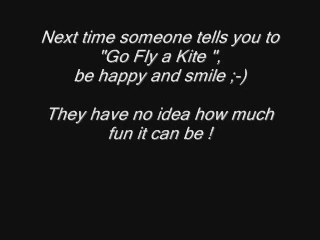 Next time someone tells you to
"Go Fly a Kite ",
be happy and smile ;-)
They have no idea how much
fun it can be !